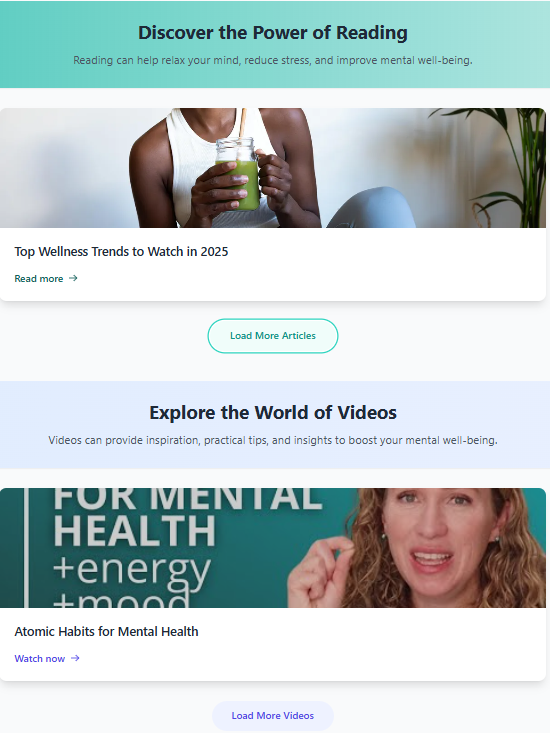 Discover the Power of Reading
Reading can help relax your mind, reduce stress, and improve mental well-being.
Top Wellness Trends to Watch in 2025
Read more →
Load More Articles
Explore the World of Videos
Videos can provide inspiration, practical tips, and insights to boost your mental well-being.
FOR MENTAL
HEALTH
+energy
+mood
Atomic Habits for Mental Health
Watch now →
Load More Videos